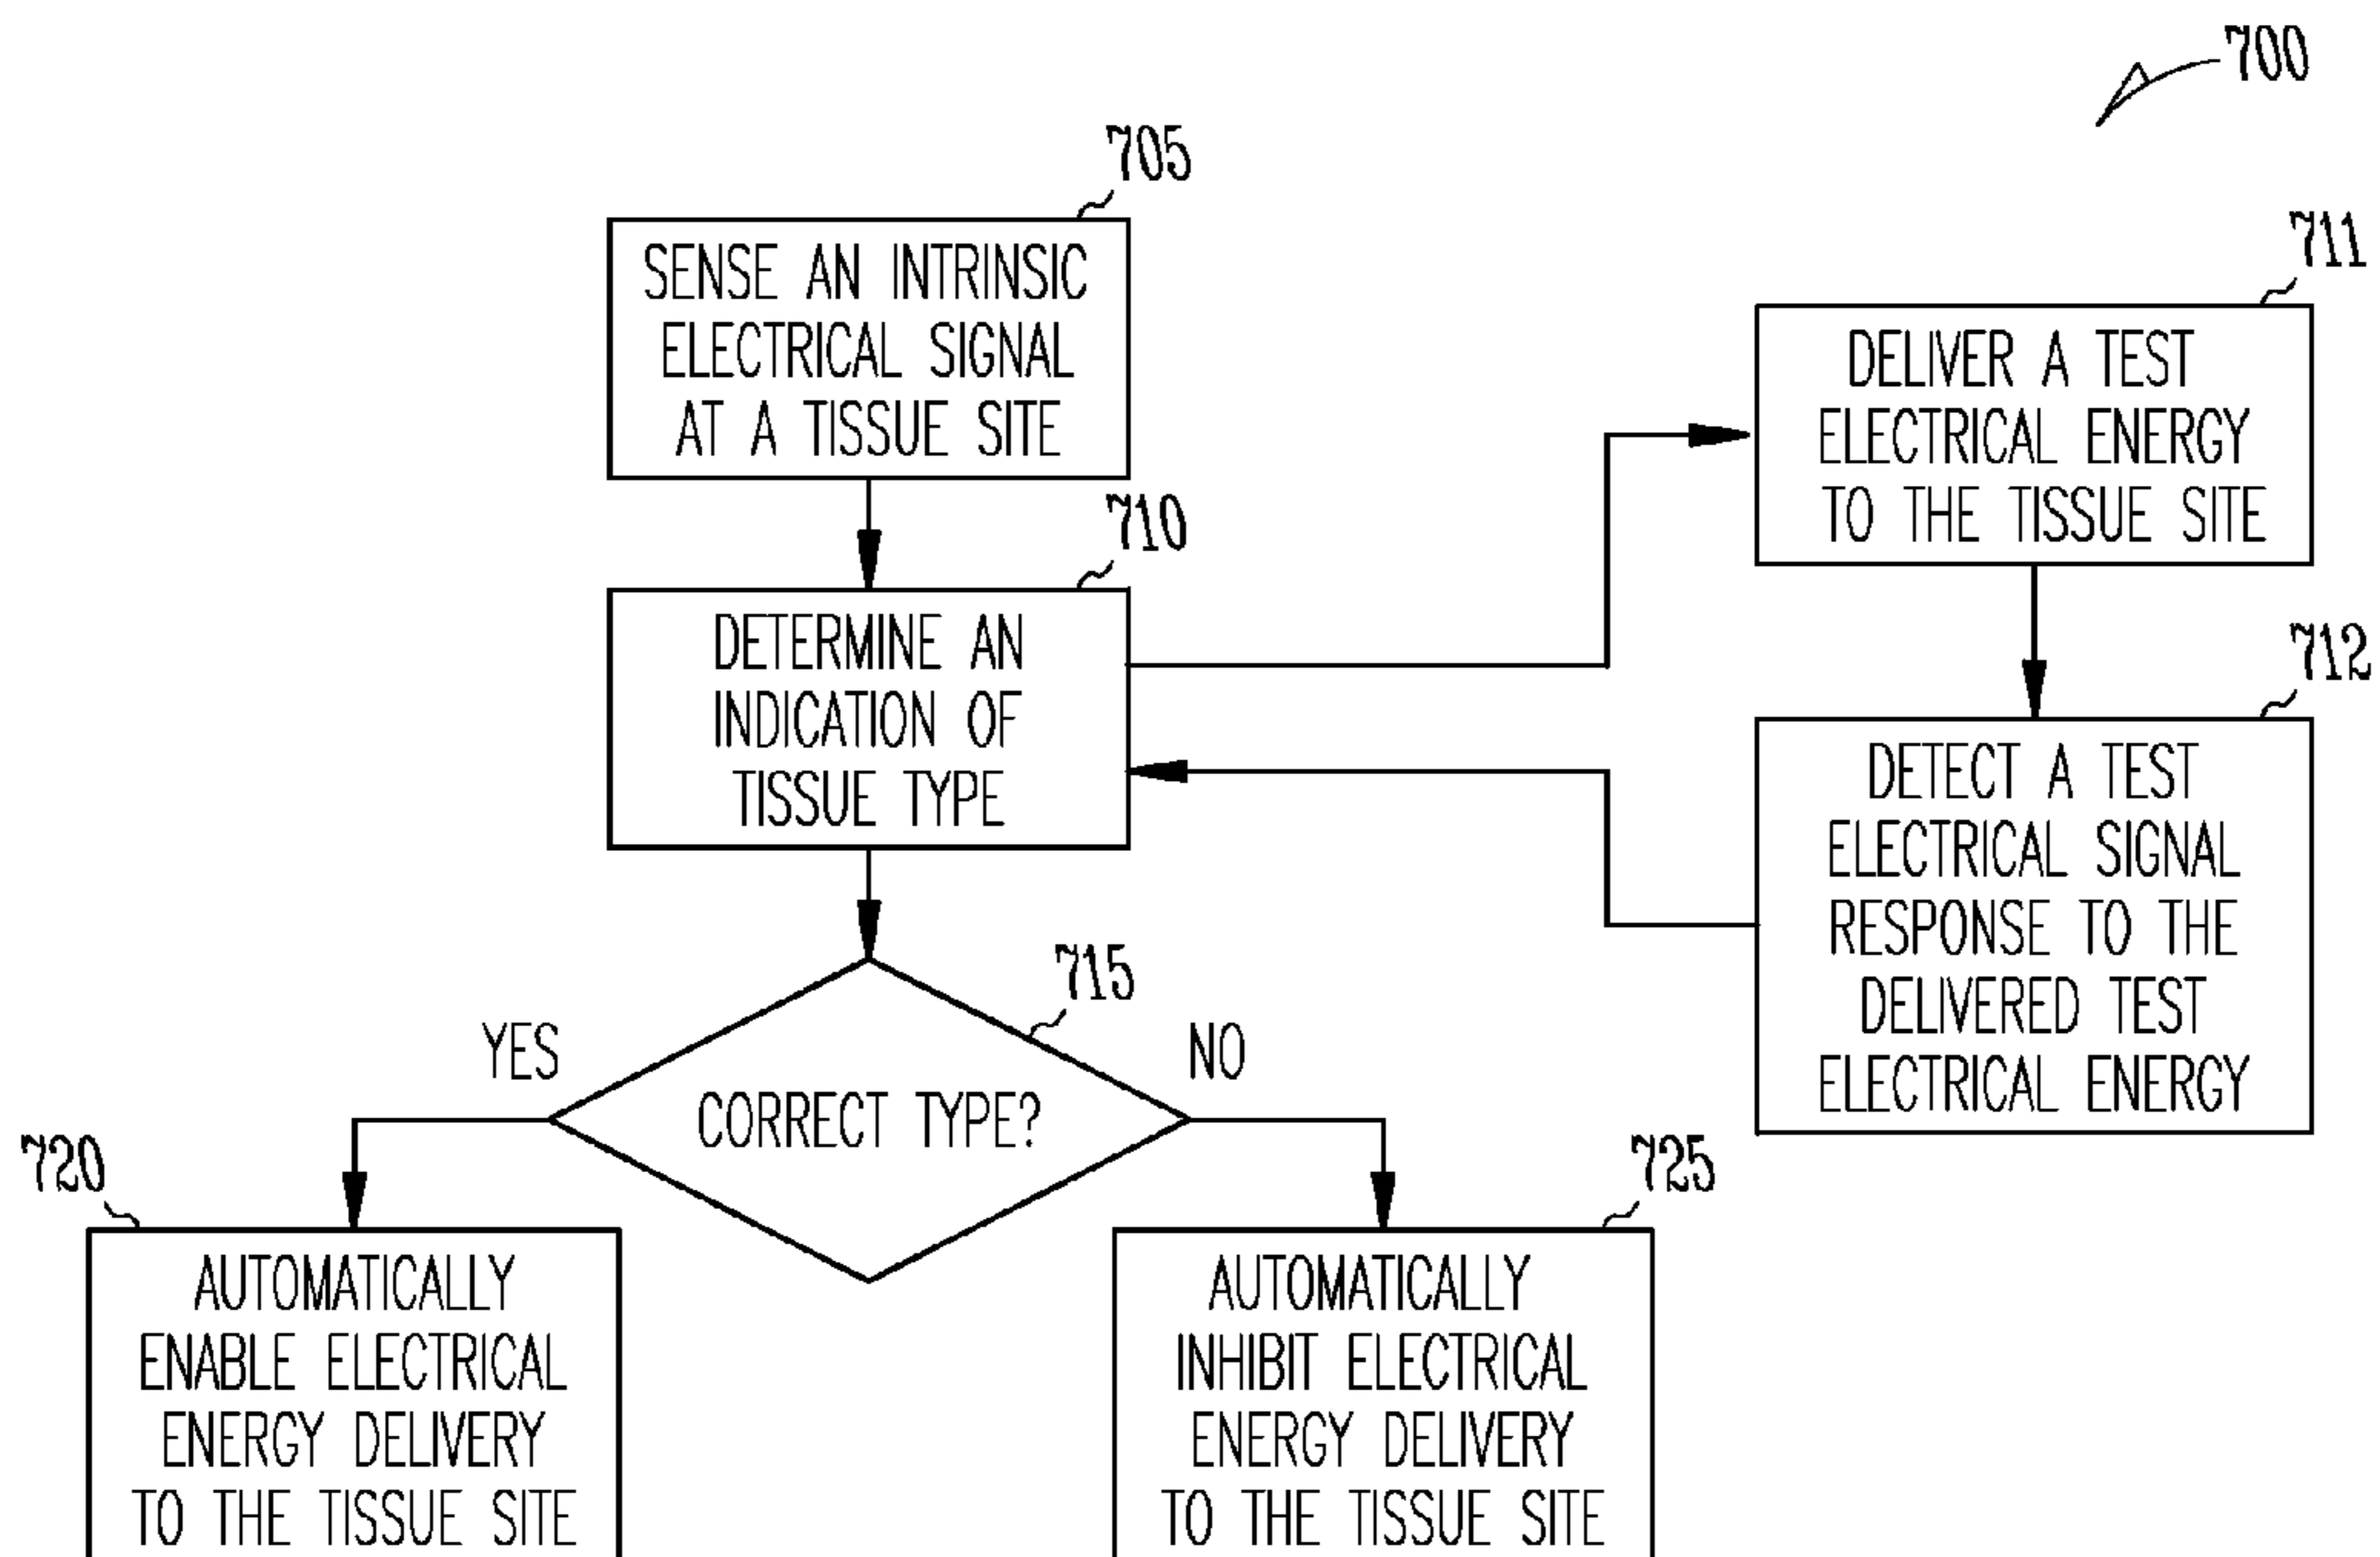 700
705
SENSE AN INTRINSIC
ELECTRICAL SIGNAL
AT A TISSUE SITE
710
DETERMINE AN
INDICATION OF
TISSUE TYPE
711
DELIVER A TEST
ELECTRICAL ENERGY
TO THE TISSUE SITE
712
DETECT A TEST
ELECTRICAL SIGNAL
RESPONSE TO THE
DELIVERED TEST
ELECTRICAL ENERGY
715
CORRECT TYPE?
YES
NO
720
AUTOMATICALLY
ENABLE ELECTRICAL
ENERGY DELIVERY
TO THE TISSUE SITE
725
AUTOMATICALLY
INHIBIT ELECTRICAL
ENERGY DELIVERY
TO THE TISSUE SITE